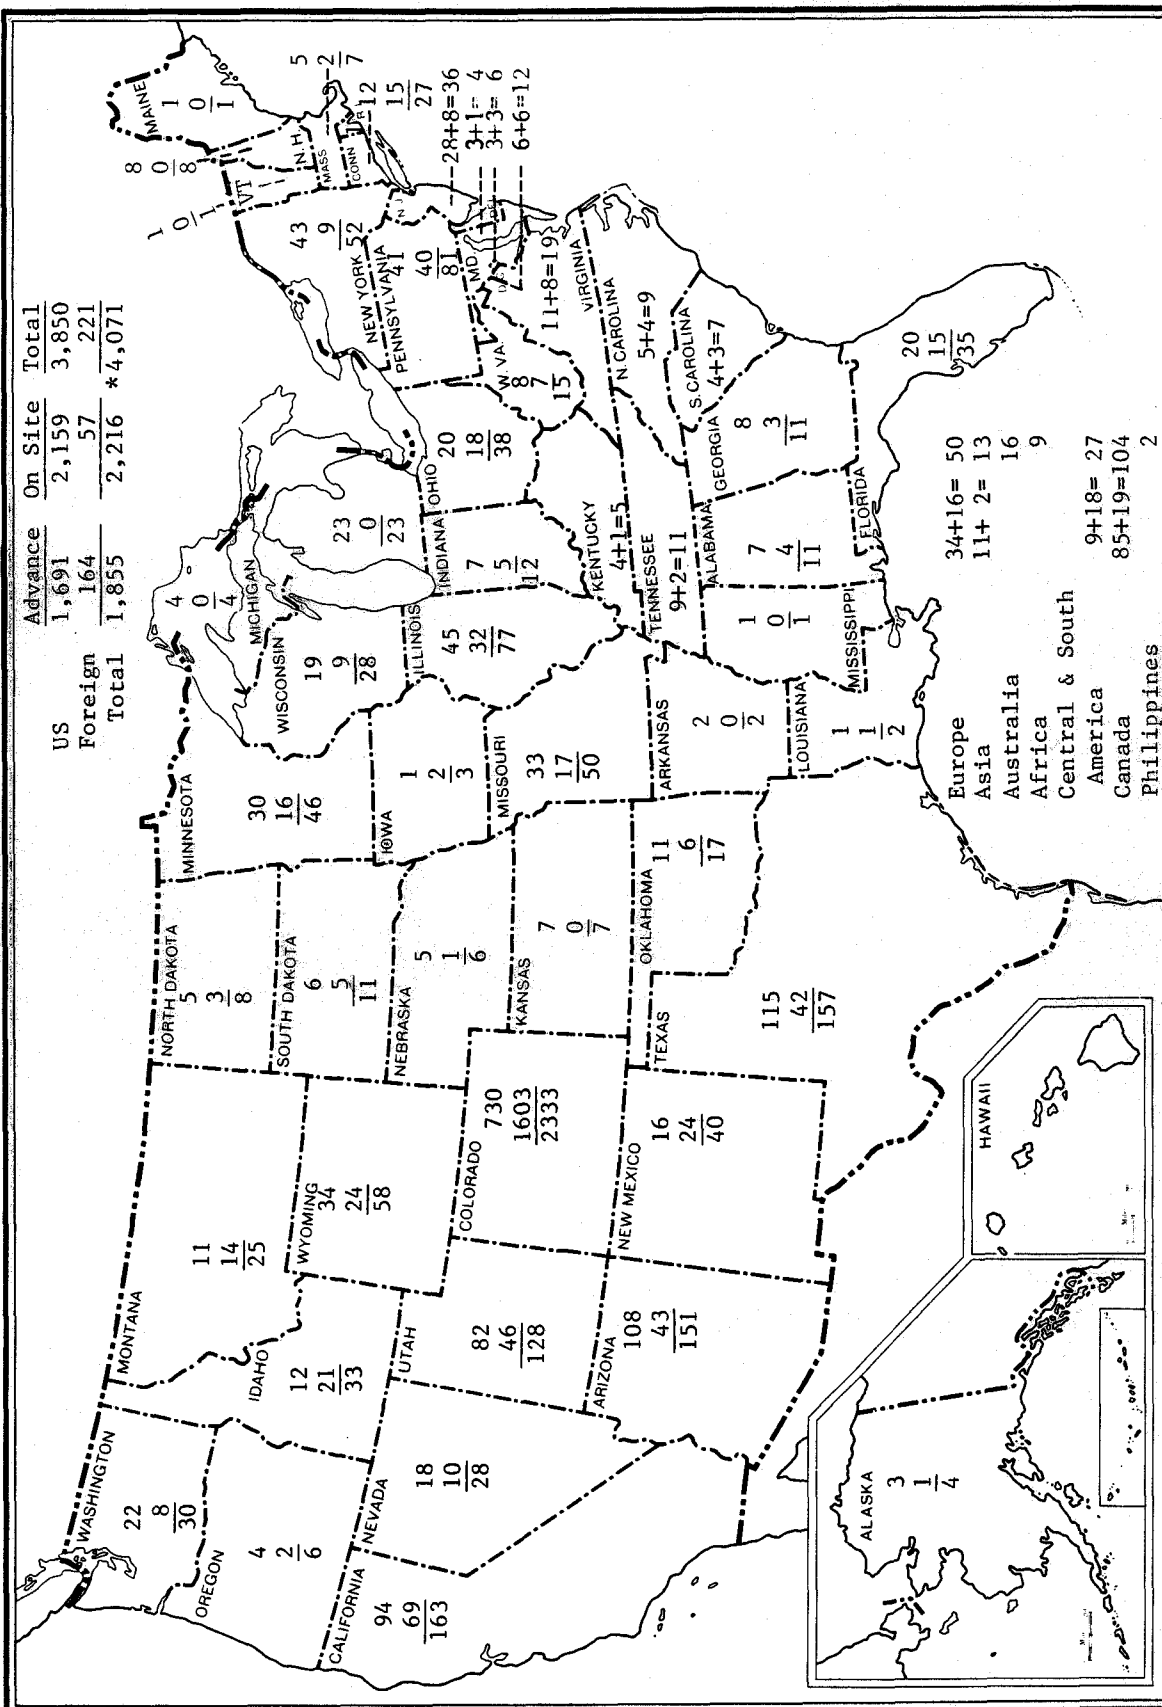 Advance On Site Total
US 1,691 2,159 3,850
Foreign 164 57 221
Total 1,855 2,216 *4,071
WASHINGTON
22
8
30
OREGON
4
2
6
CALIFORNIA
94
69
163
NEVADA
18
10
28
IDAHO
12
21
33
MONTANA
11
14
25
WYOMING
34
24
58
UTAH
82
46
128
ARIZONA
108
43
151
COLORADO
730
1603
2333
NEW MEXICO
16
24
40
NORTH DAKOTA
5
3
8
SOUTH DAKOTA
6
5
11
NEBRASKA
5
1
6
KANSAS
7
0
7
OKLAHOMA
11
6
17
TEXAS
115
42
157
MINNESOTA
30
16
46
IOWA
1
2
3
MISSOURI
33
17
50
ARKANSAS
2
0
2
LOUISIANA
1
1
2
WISCONSIN
19
9
28
MICHIGAN
4
0
4
23
0
23
ILLINOIS
45
32
77
INDIANA
7
5
12
OHIO
20
18
38
KENTUCKY
4+1=5
TENNESSEE
9+2=11
MISSISSIPPI
1
0
1
ALABAMA
7
4
11
GEORGIA
8
3
11
FLORIDA
20
15
35
S. CAROLINA
4+3=7
N. CAROLINA
5+4=9
VIRGINIA
11+8=19
W. VA.
8
7
15
MD.
PENNSYLVANIA
41
40
81
NEW YORK
43
9
52
N J
VT
1
0
1
N.H.
8
0
8
MAINE
1
0
1
MASS
5
2
7
CONN
12
15
27
R I
28+8=36
3+1= 4
DEL
3+3= 6
6+6=12
Europe 34+16= 50
Asia 11+ 2= 13
Australia 16
Africa 9
Central & South
America 9+18= 27
Canada 85+19=104
Philippines 2
ALASKA
3
1
4
HAWAII